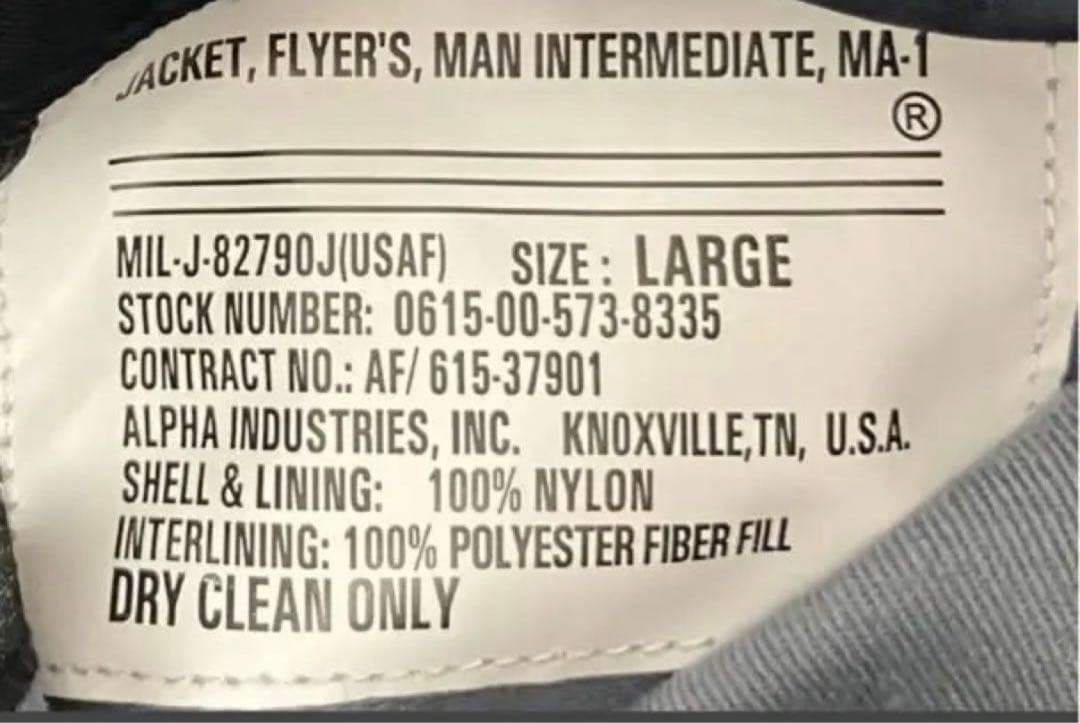 JACKET, FLYER'S, MAN INTERMEDIATE, MA-1
®
MIL-J-82790J(USAF) SIZE: LARGE
STOCK NUMBER: 0615-00-573-8335
CONTRACT NO.: AF/ 615-37901
ALPHA INDUSTRIES, INC. KNOXVILLE,TN, U.S.A.
SHELL & LINING: 100% NYLON
INTERLINING: 100% POLYESTER FIBER FILL
DRY CLEAN ONLY